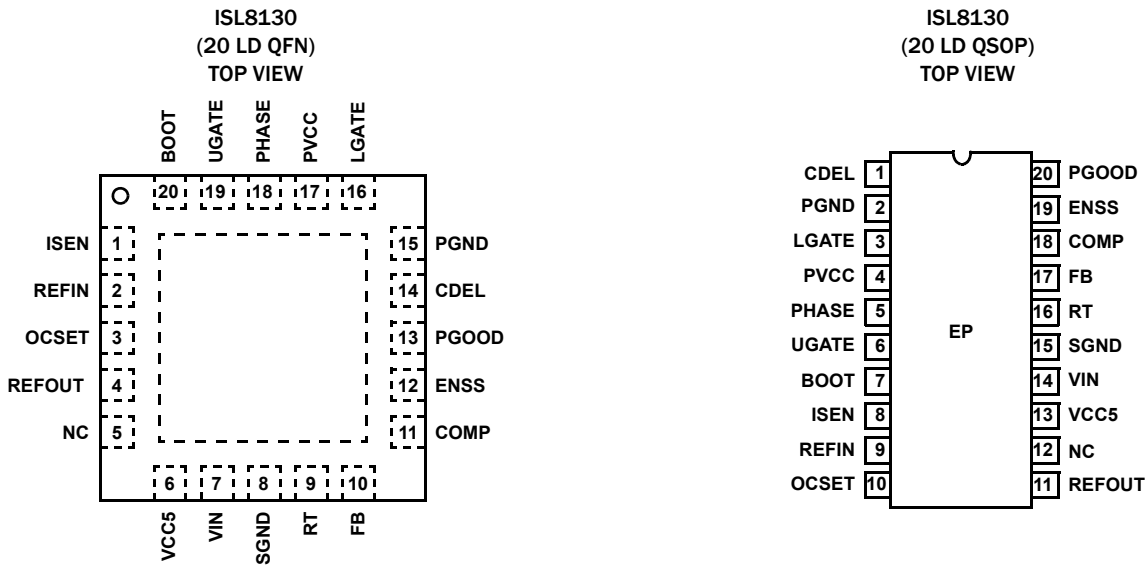 ISL8130
(20 LD QFN)
TOP VIEW
BOOT
UGATE
PHASE
PVCC
LGATE
20 19 18 17 16
ISEN 1
REFIN 2
OCSET 3
REFOUT 4
NC 5
15 PGND
14 CDEL
13 PGOOD
12 ENSS
11 COMP
6 7 8 9 10
VCC5
VIN
SGND
RT
FB
ISL8130
(20 LD QSOP)
TOP VIEW
CDEL 1
PGND 2
LGATE 3
PVCC 4
PHASE 5
UGATE 6
BOOT 7
ISEN 8
REFIN 9
OCSET 10
EP
20 PGOOD
19 ENSS
18 COMP
17 FB
16 RT
15 SGND
14 VIN
13 VCC5
12 NC
11 REFOUT